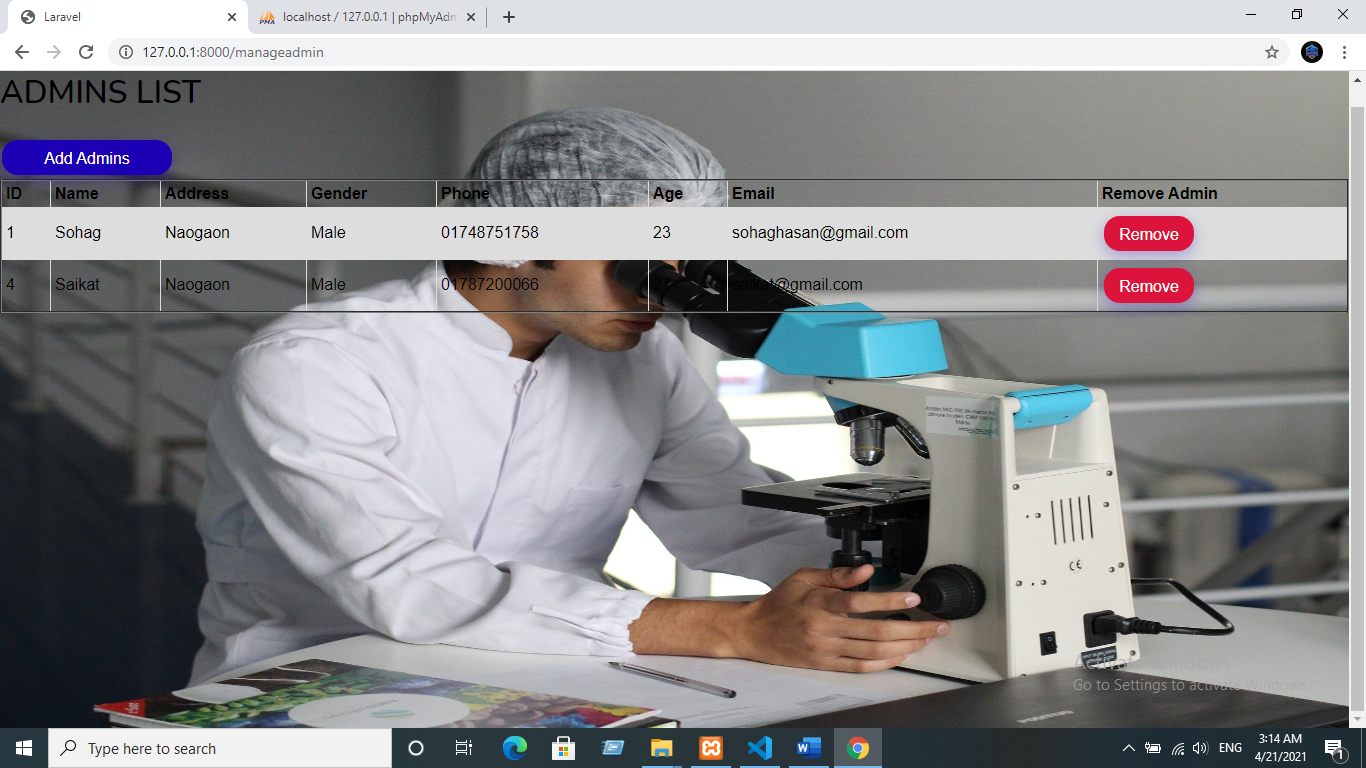 Laravel
localhost / 127.0.0.1 | phpMyAdm
127.0.0.1:8000/manageadmin
ADMINS LIST
Add Admins
ID Name Address Gender Phone Age Email Remove Admin
1 Sohag Naogaon Male 01748751758 23 sohaghasan@gmail.com Remove
4 Saikat Naogaon Male 01787200066 saikat@gmail.com Remove
CE
Activate Windows
Go to Settings to activate Windows.
Type here to search
ENG
3:14 AM
4/21/2021
1